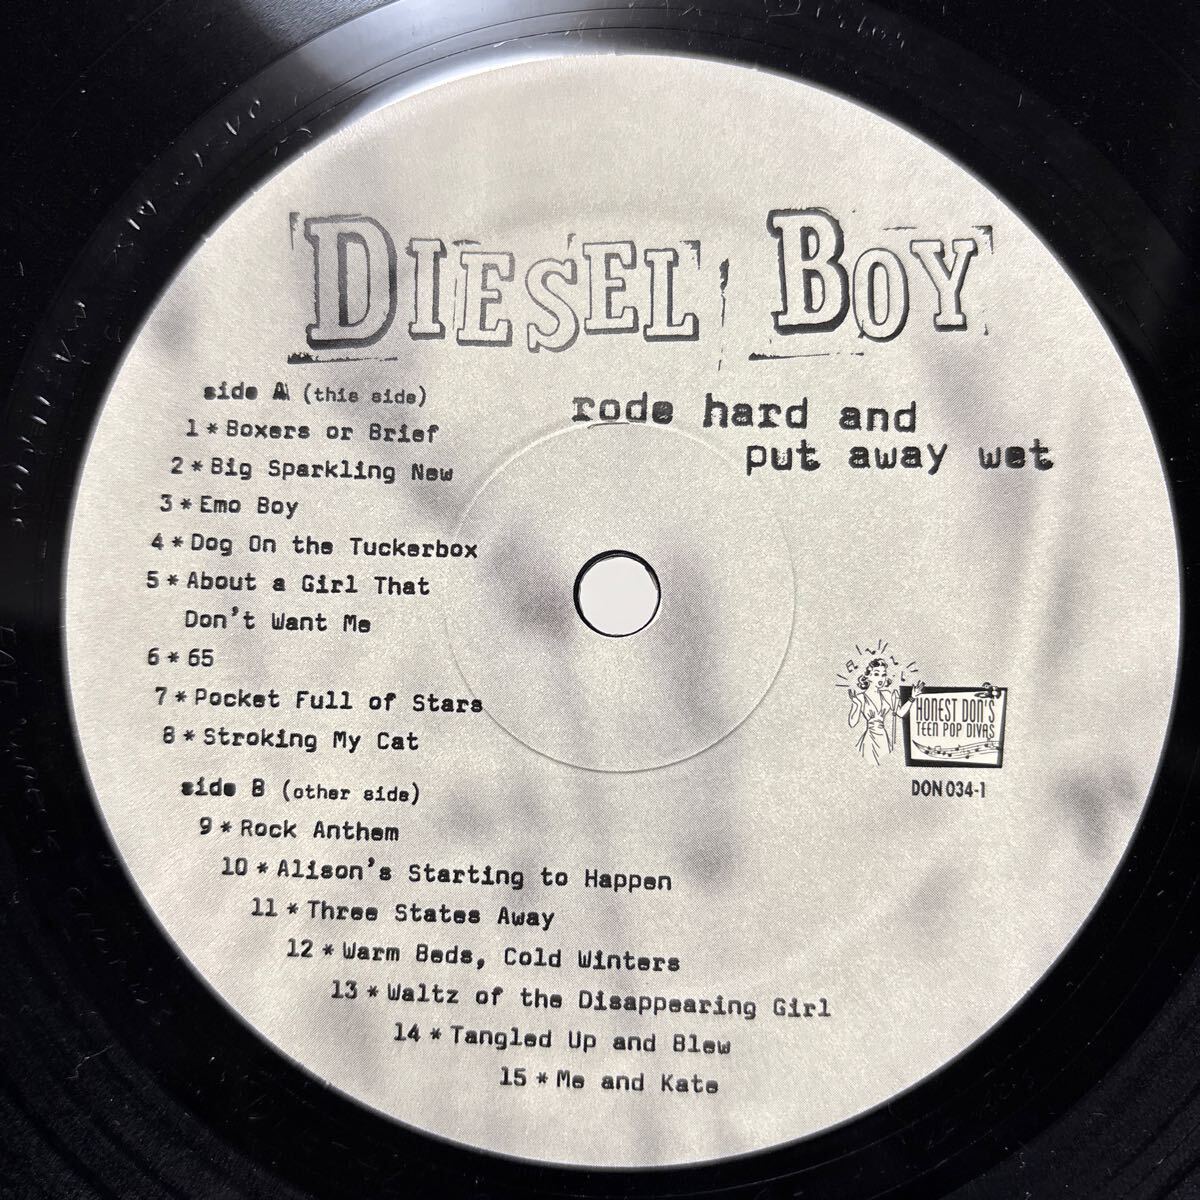 DIESEL BOY
rode hard and
put away wet
side A (this side)
1 * Boxers or Brief
2 * Big Sparkling New
3 * Emo Boy
4 * Dog On the Tuckerbox
5 * About a Girl That
Don't Want Me
6 * 65
7 * Pocket Full of Stars
8 * Stroking My Cat
side B (other side)
9 * Rock Anthem
10 * Alison's Starting to Happen
11 * Three States Away
12 * Warm Beds, Cold Winters
13 * Waltz of the Disappearing Girl
14 * Tangled Up and Blew
15 * Me and Kate
HONEST DON'S
TEEN POP DIVAS
DON 034-1